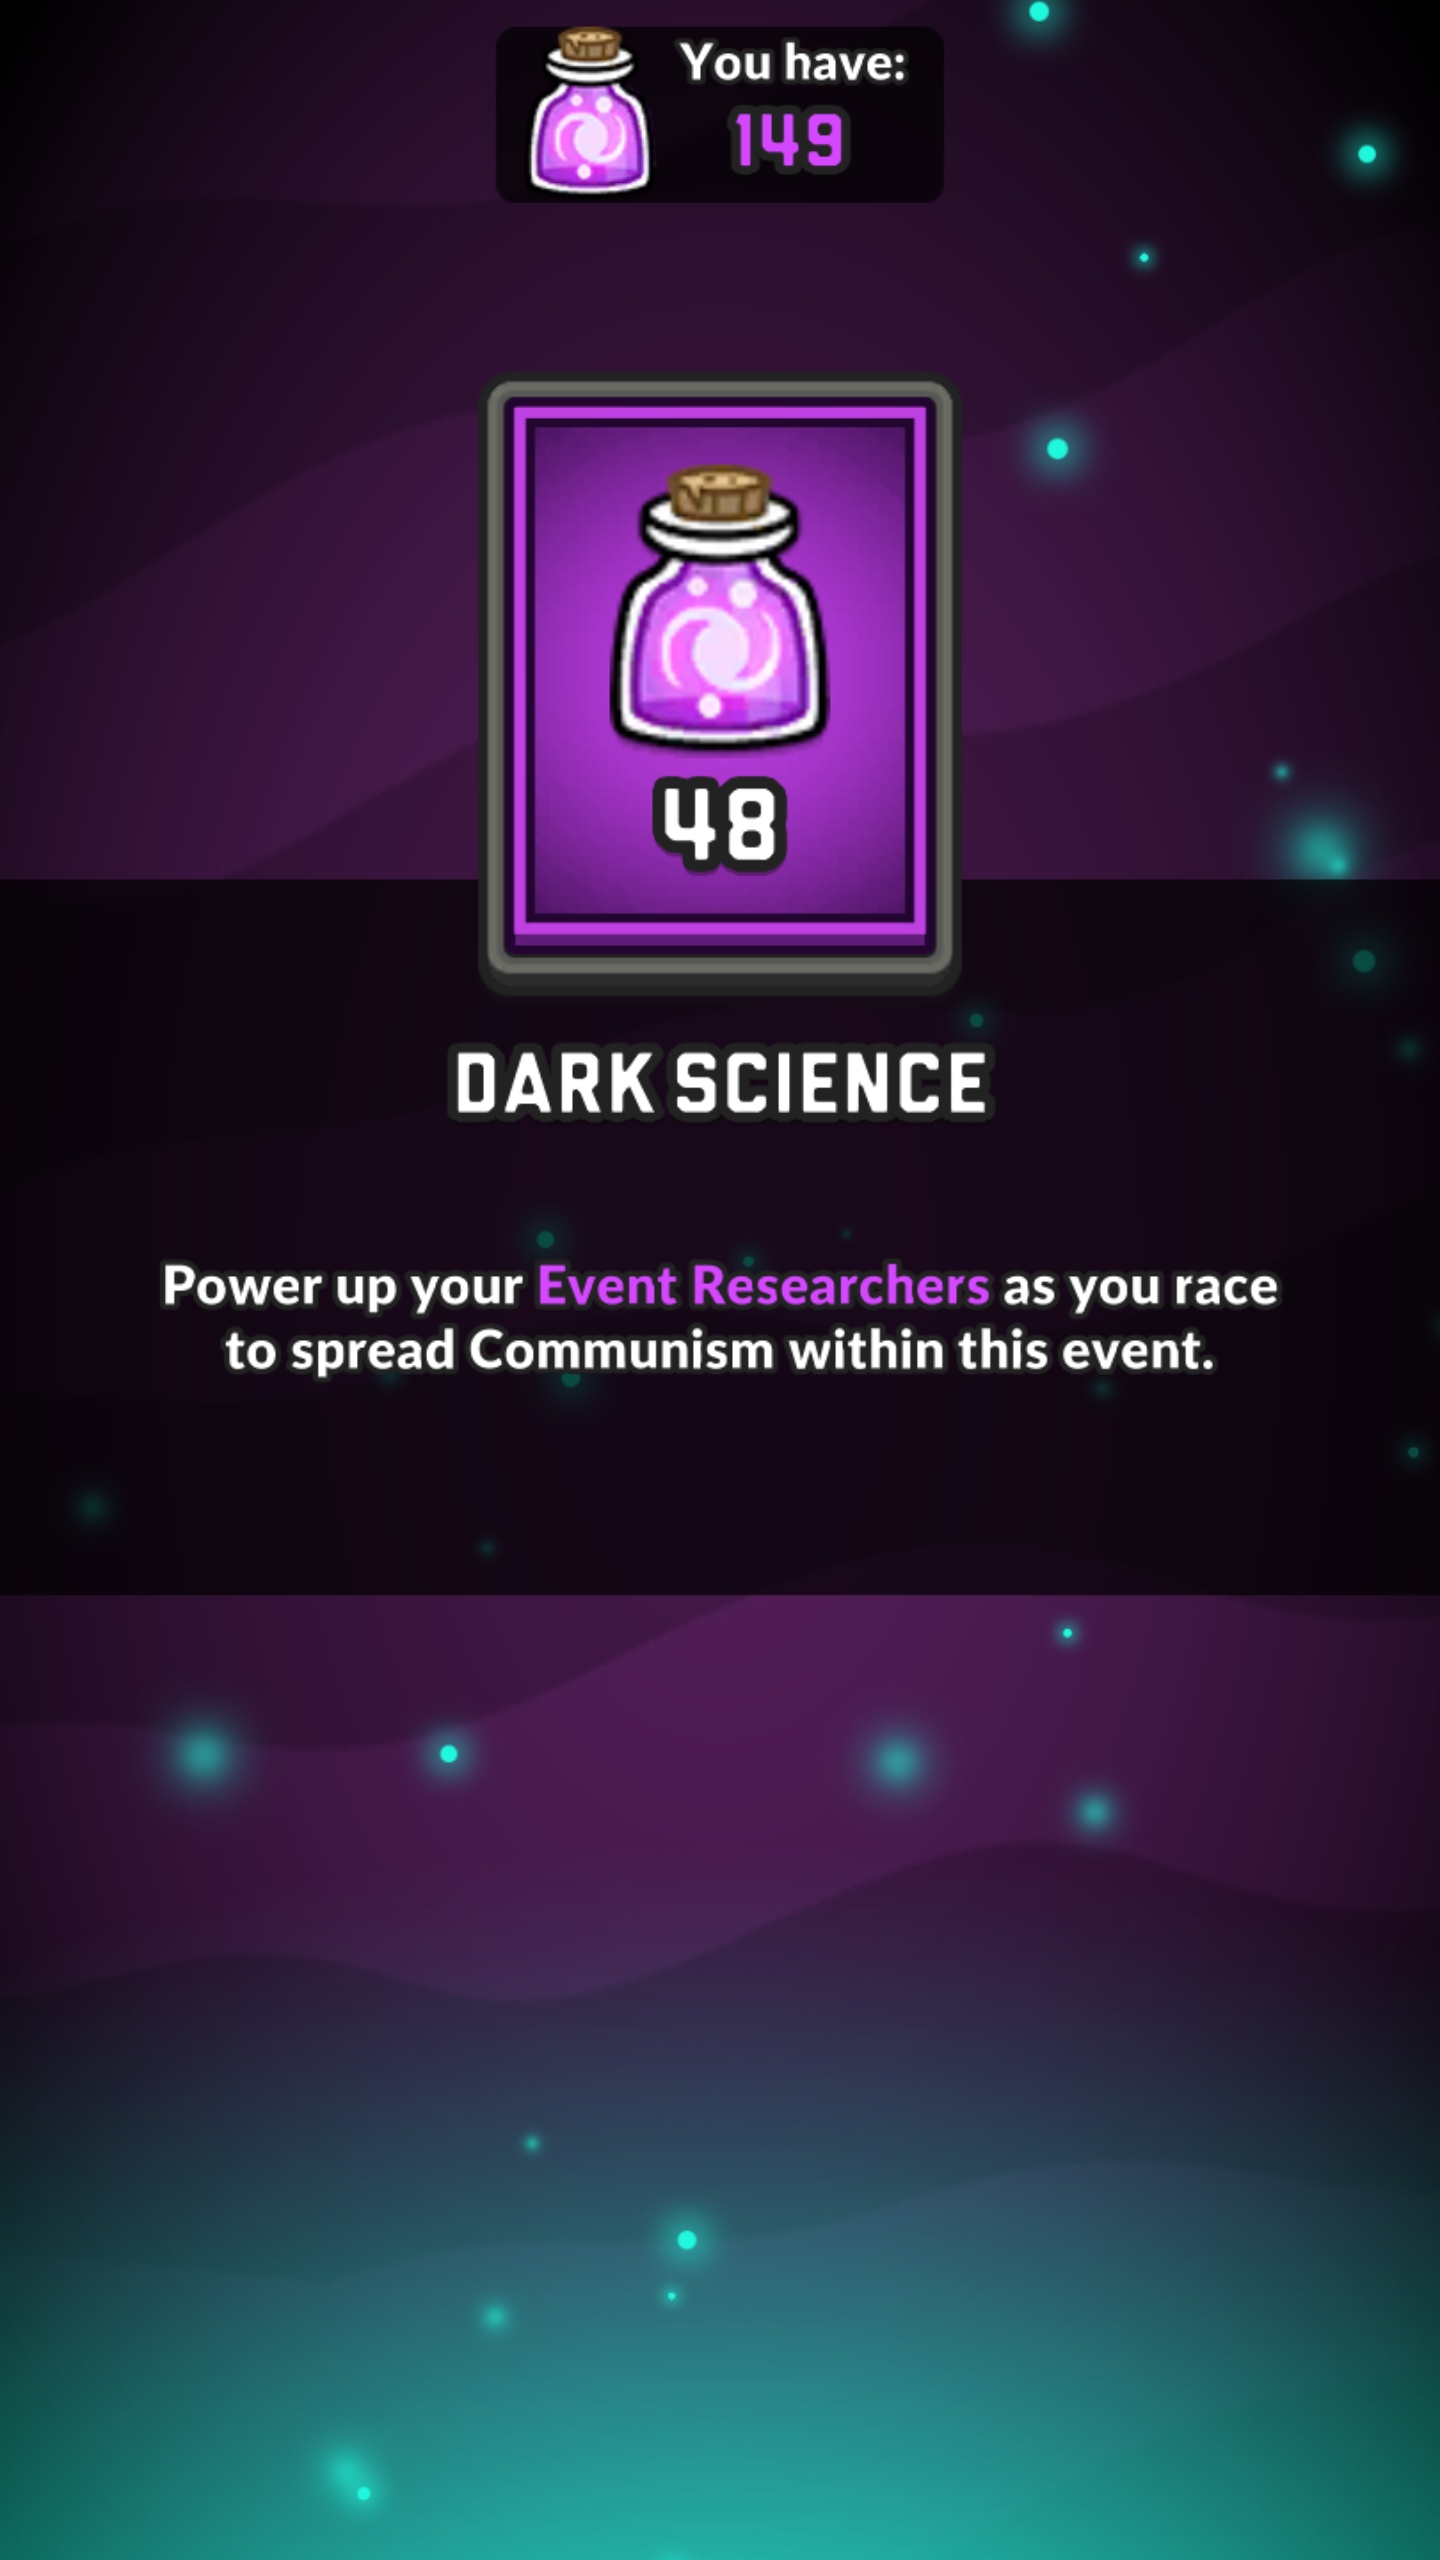 You have:
149
48
DARK SCIENCE
Power up your Event Researchers as you race
to spread Communism within this event.